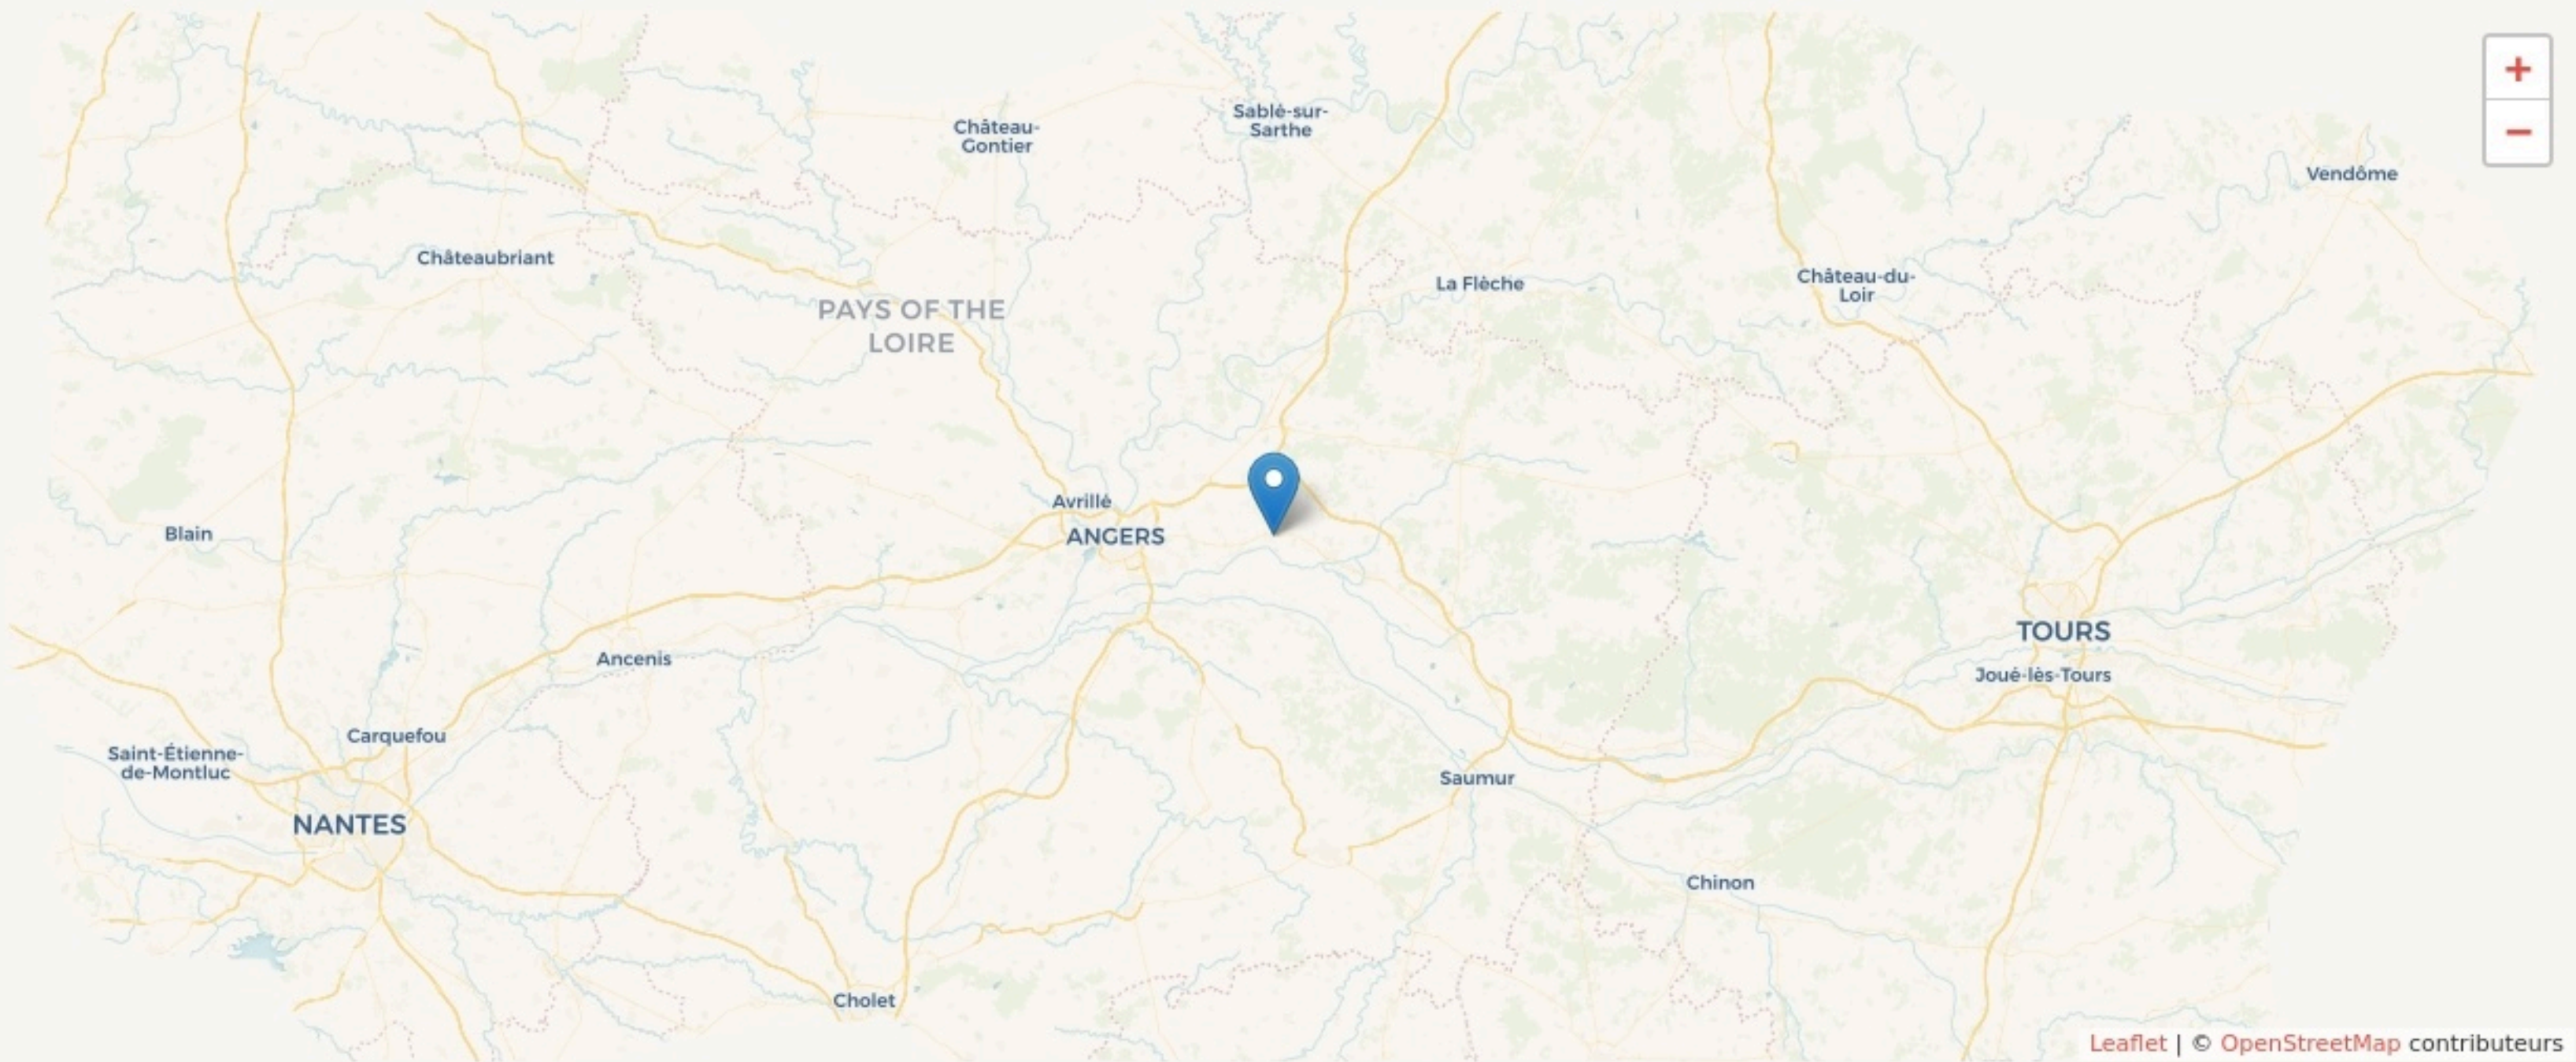 +
−
Sablé-sur-
Sarthe
Château-
Gontier
Vendôme
Châteaubriant
La Flèche
Château-du-
Loir
PAYS OF THE
LOIRE
Avrillé
ANGERS
Blain
TOURS
Ancenis
Joué-lès-Tours
Carquefou
Saint-Étienne-
de-Montluc
Saumur
NANTES
Chinon
Cholet
Leaflet | © OpenStreetMap contributeurs